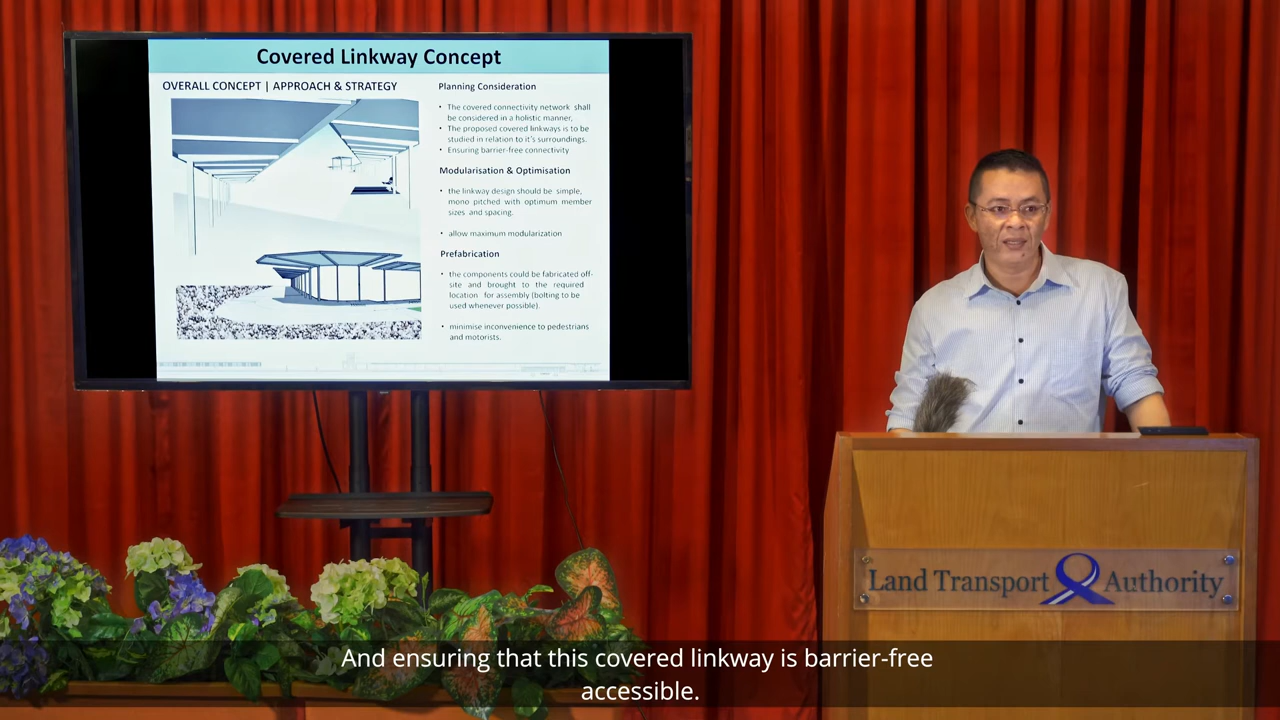 Covered Linkway Concept
OVERALL CONCEPT | APPROACH & STRATEGY
Planning Consideration
• The covered connectivity network shall
be considered in a holistic manner,
• The proposed covered linkways is to be
studied in relation to it's surroundings.
• Ensuring barrier-free connectivity
Modularisation & Optimisation
• the linkway design should be simple,
mono pitched with optimum member
sizes and spacing.
• allow maximum modularization
Prefabrication
• the components could be fabricated off-
site and brought to the required
location for assembly (bolting to be
used whenever possible).
• minimise inconvenience to pedestrians
and motorists.
Land Transport Authority
And ensuring that this covered linkway is barrier-free
accessible.